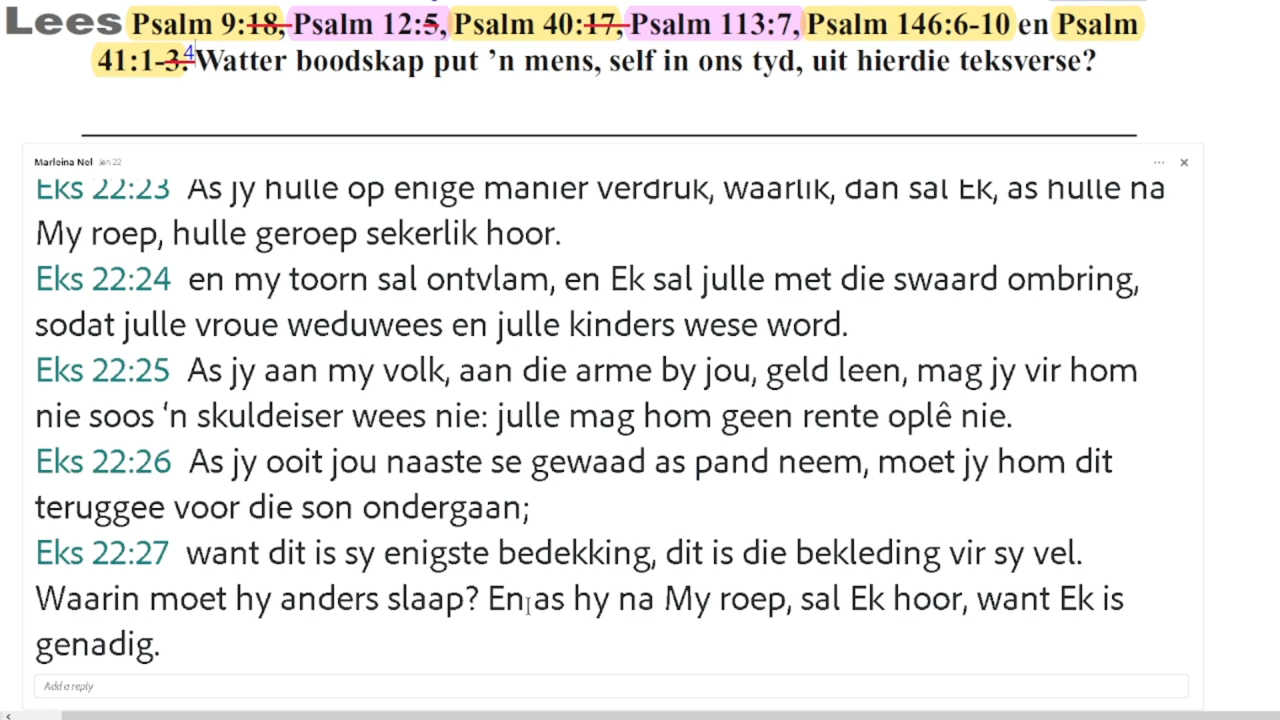 Lees Psalm 9:18, Psalm 12:5, Psalm 40:17, Psalm 113:7, Psalm 146:6-10 en Psalm
41:1-3.4 Watter boodskap put ’n mens, self in ons tyd, uit hierdie teksverse?
Marleina Nel Jan 22
Eks 22:23 As jy hulle op enige manier verdruk, waarlik, dan sal Ek, as hulle na
My roep, hulle geroep sekerlik hoor.
Eks 22:24 en my toorn sal ontvlam, en Ek sal julle met die swaard ombring,
sodat julle vroue weduwees en julle kinders wese word.
Eks 22:25 As jy aan my volk, aan die arme by jou, geld leen, mag jy vir hom
nie soos ‘n skuldeiser wees nie: julle mag hom geen rente oplê nie.
Eks 22:26 As jy ooit jou naaste se gewaad as pand neem, moet jy hom dit
teruggee voor die son ondergaan;
Eks 22:27 want dit is sy enigste bedekking, dit is die bekleding vir sy vel.
Waarin moet hy anders slaap? En as hy na My roep, sal Ek hoor, want Ek is
genadig.
Add a reply